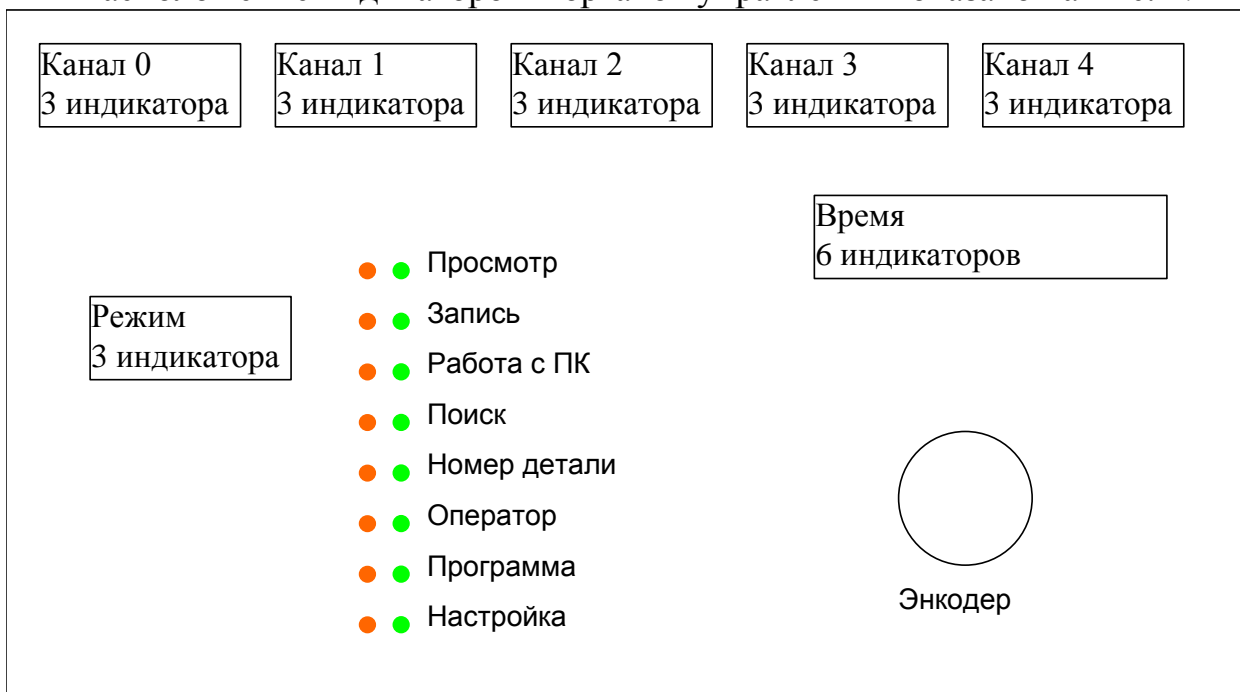 Канал 0
3 индикатора
Канал 1
3 индикатора
Канал 2
3 индикатора
Канал 3
3 индикатора
Канал 4
3 индикатора
Время
6 индикаторов
Режим
3 индикатора
Просмотр
Запись
Работа с ПК
Поиск
Номер детали
Оператор
Программа
Настройка
Энкодер